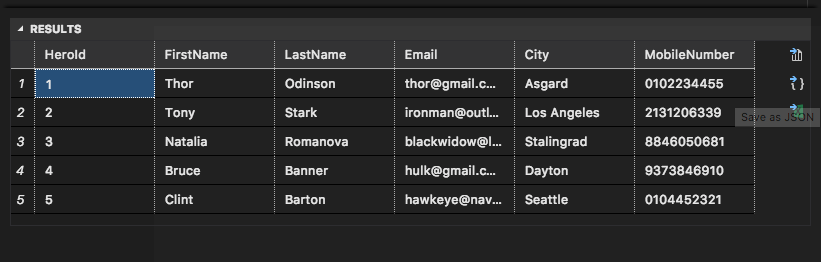 RESULTS
HeroId FirstName LastName Email City MobileNumber
1 1 Thor Odinson thor@gmail.c... Asgard 0102234455
2 2 Tony Stark ironman@outl... Los Angeles 2131206339
Save as JSON
3 3 Natalia Romanova blackwidow@l... Stalingrad 8846050681
4 4 Bruce Banner hulk@gmail.c... Dayton 9373846910
5 5 Clint Barton hawkeye@nav... Seattle 0104452321